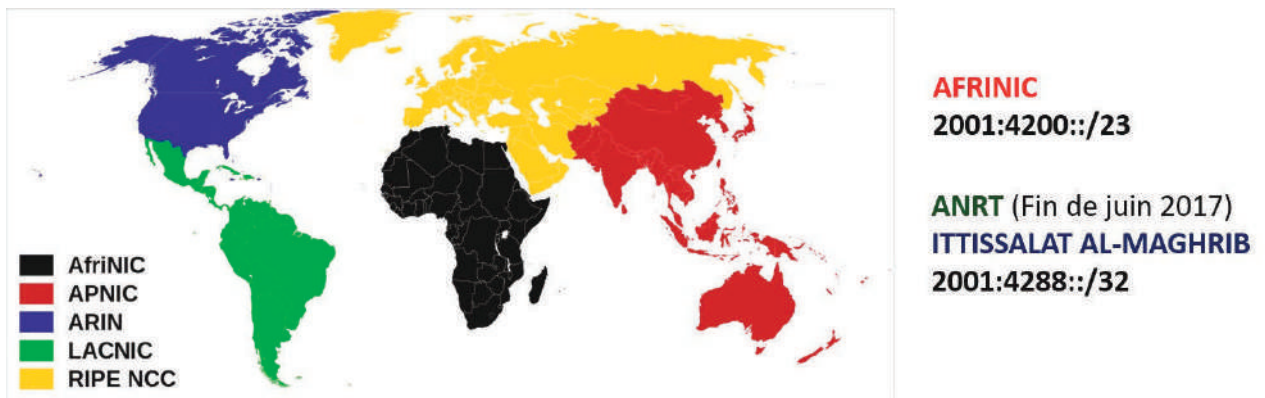 AfriNIC
APNIC
ARIN
LACNIC
RIPE NCC
AFRINIC
2001:4200::/23
ANRT (Fin de juin 2017)
ITTISSALAT AL-MAGHRIB
2001:4288::/32